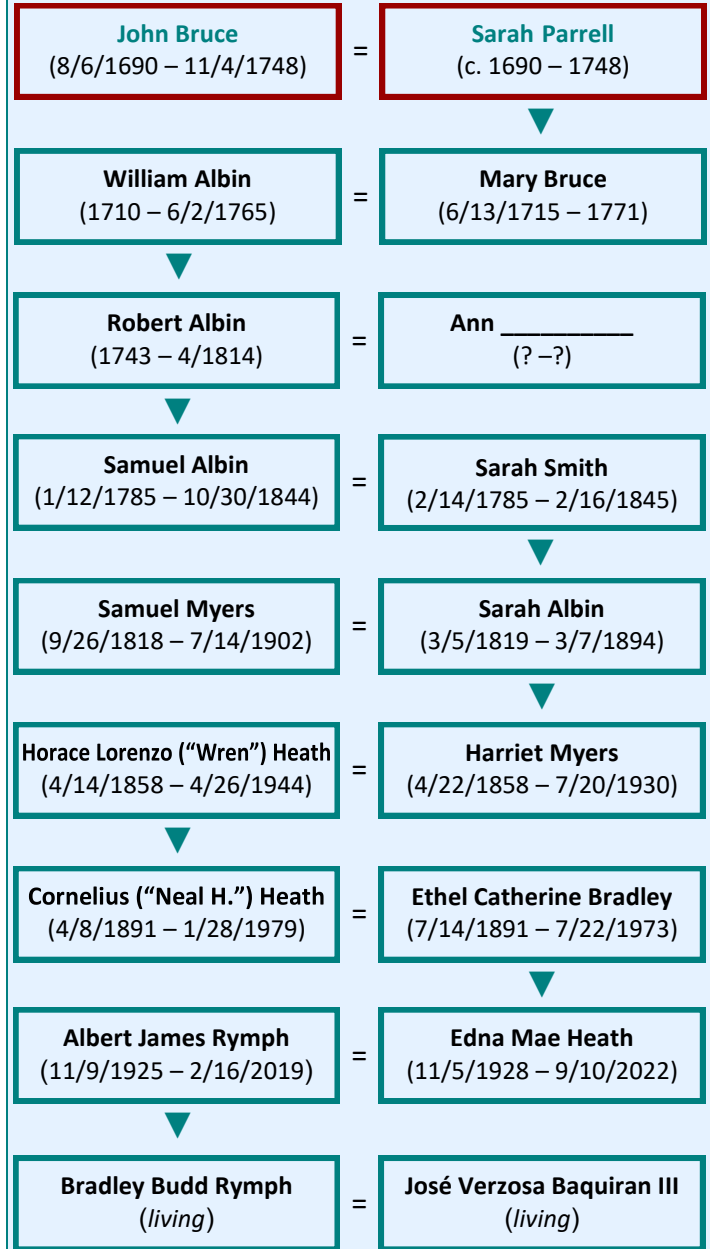 John Bruce
(8/6/1690 – 11/4/1748)
=
Sarah Parrell
(c. 1690 – 1748)
William Albin
(1710 – 6/2/1765)
=
Mary Bruce
(6/13/1715 – 1771)
Robert Albin
(1743 – 4/1814)
=
Ann __________
(? –?)
Samuel Albin
(1/12/1785 – 10/30/1844)
=
Sarah Smith
(2/14/1785 – 2/16/1845)
Samuel Myers
(9/26/1818 – 7/14/1902)
=
Sarah Albin
(3/5/1819 – 3/7/1894)
Horace Lorenzo (“Wren”) Heath
(4/14/1858 – 4/26/1944)
=
Harriet Myers
(4/22/1858 – 7/20/1930)
Cornelius (“Neal H.”) Heath
(4/8/1891 – 1/28/1979)
=
Ethel Catherine Bradley
(7/14/1891 – 7/22/1973)
Albert James Rymph
(11/9/1925 – 2/16/2019)
=
Edna Mae Heath
(11/5/1928 – 9/10/2022)
Bradley Budd Rymph
(living)
=
José Verzosa Baquiran III
(living)